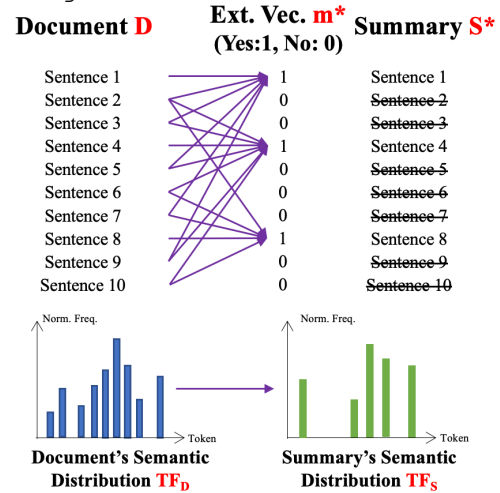 Document D
Ext. Vec. m*
(Yes:1, No: 0)
Summary S*
Sentence 1 1 Sentence 1
Sentence 2 0 Sentence 2
Sentence 3 0 Sentence 3
Sentence 4 1 Sentence 4
Sentence 5 0 Sentence 5
Sentence 6 0 Sentence 6
Sentence 7 0 Sentence 7
Sentence 8 1 Sentence 8
Sentence 9 0 Sentence 9
Sentence 10 0 Sentence 10
Norm. Freq.
Token
Document's Semantic
Distribution TF_D
Norm. Freq.
Token
Summary's Semantic
Distribution TF_S